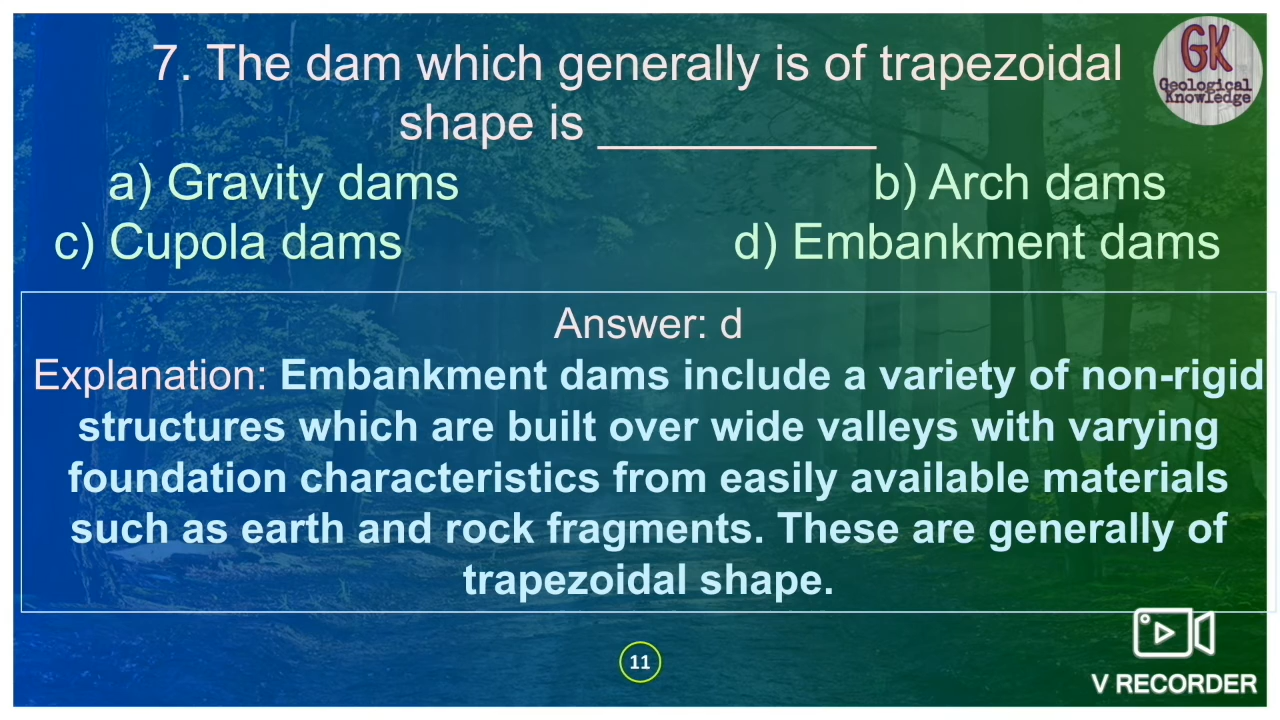 7. The dam which generally is of trapezoidal
shape is ___________
a) Gravity dams b) Arch dams
c) Cupola dams d) Embankment dams
GK
Geological
Knowledge
Answer: d
Explanation: Embankment dams include a variety of non-rigid
structures which are built over wide valleys with varying
foundation characteristics from easily available materials
such as earth and rock fragments. These are generally of
trapezoidal shape.
11
V RECORDER